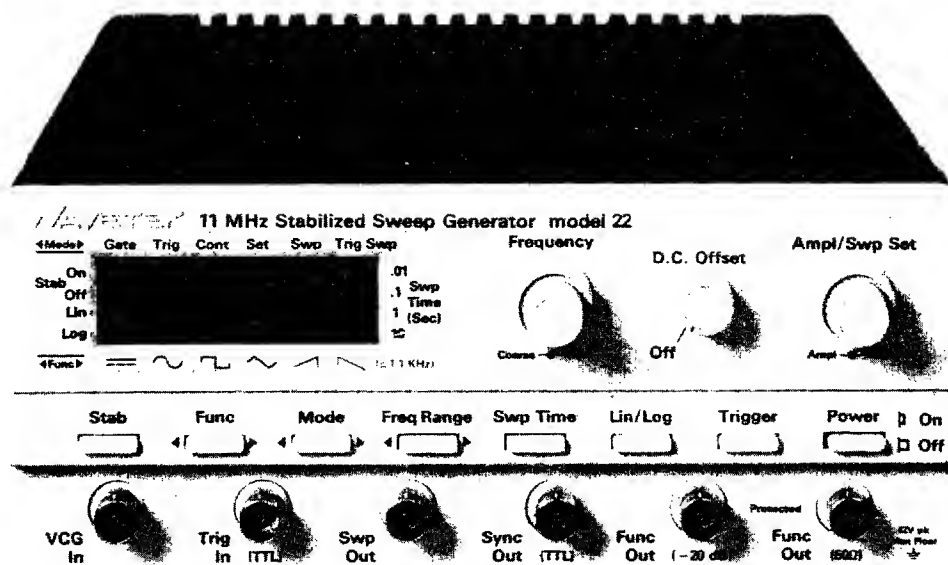 WAVETEK 11 MHz Stabilized Sweep Generator model 22
◄Mode► Gate Trig Cont Set Swp Trig Swp
Frequency
D.C. Offset
Ampl/Swp Set
Stab On
Off
Lin
Log
.01
.1
1
Swp Time (Sec)
Coarse
Off
Ampl
◄Func►
Stab
Func
Mode
Freq Range
Swp Time
Lin/Log
Trigger
Power
On
Off
VCG In
Trig In (TTL)
Swp Out
Sync Out (TTL)
Func Out (-20 dB)
Protected
Func Out (50Ω)